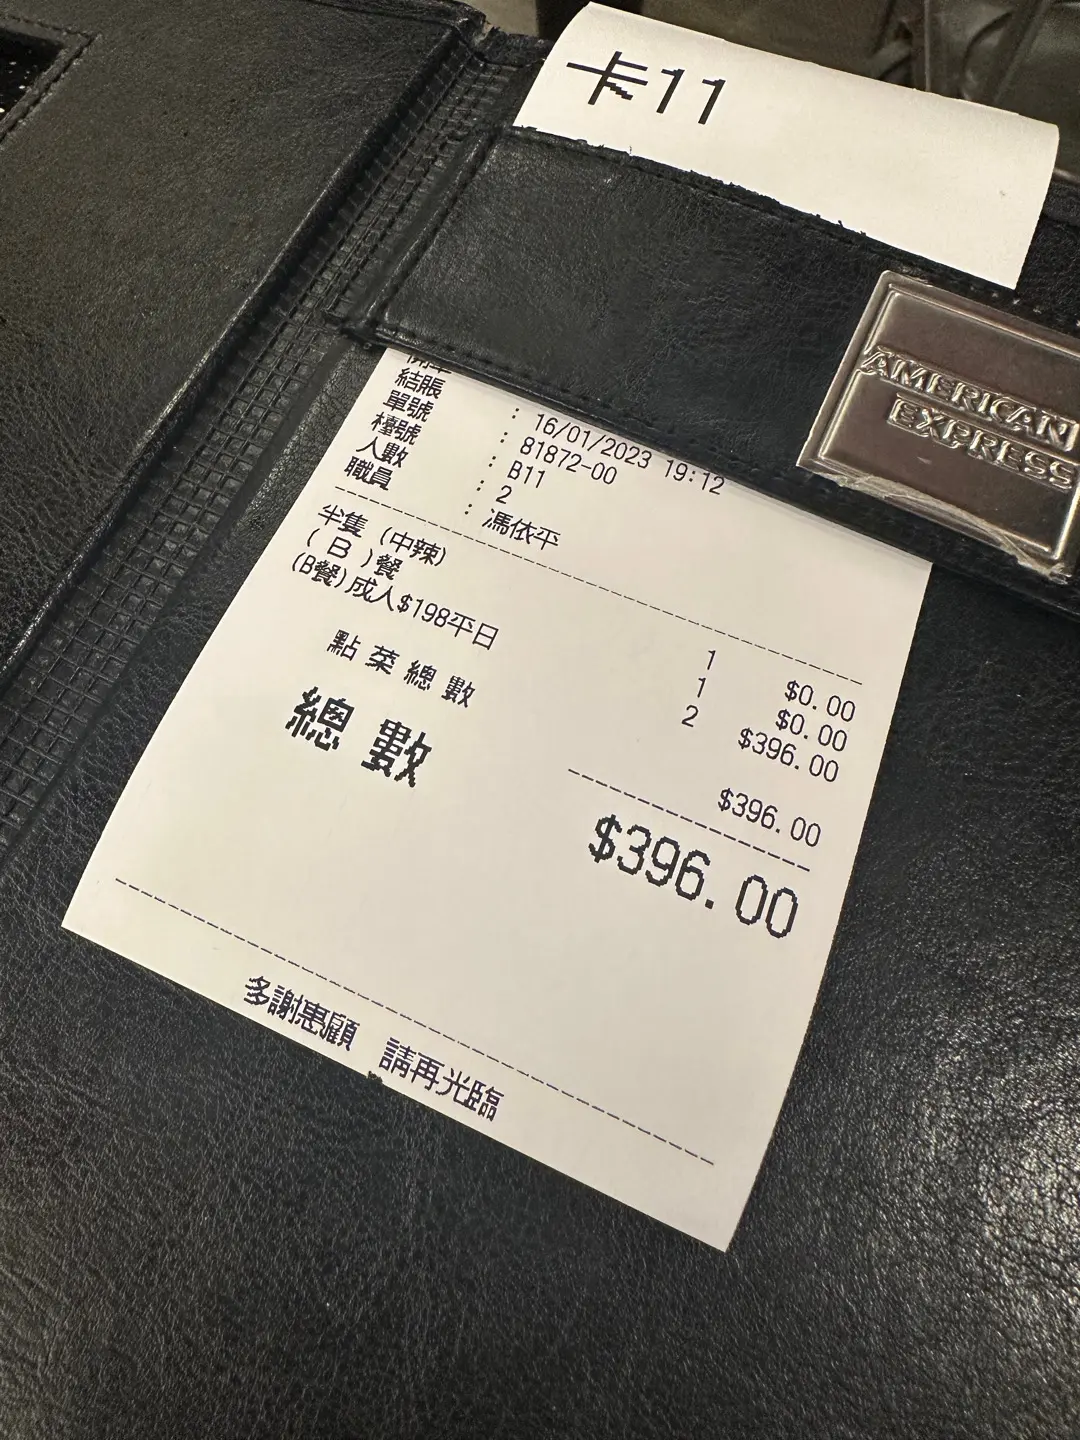 卡11
AMERICAN
EXPRESS
結賬 : 16/01/2023 19:12
單號 : 81872-00
檯號 : B11
人數 : 2
職員 : 馮依平
半隻 (中辣) 1 $0.00
( B )餐 1 $0.00
(B餐)成人$198平日 2 $396.00
點菜總數 $396.00
總數 $396.00
多謝惠顧 請再光臨